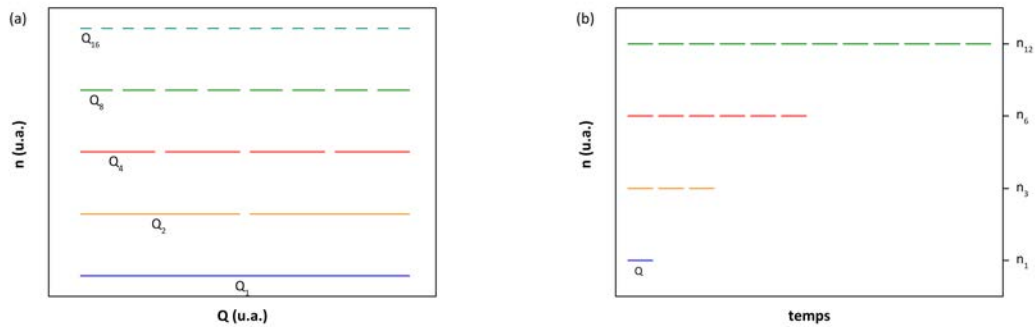 (a)
Q16
Q8
Q4
Q2
Q1
n (u.a.)
Q (u.a.)
(b)
n12
n6
n3
n1
Q
n (u.a.)
temps